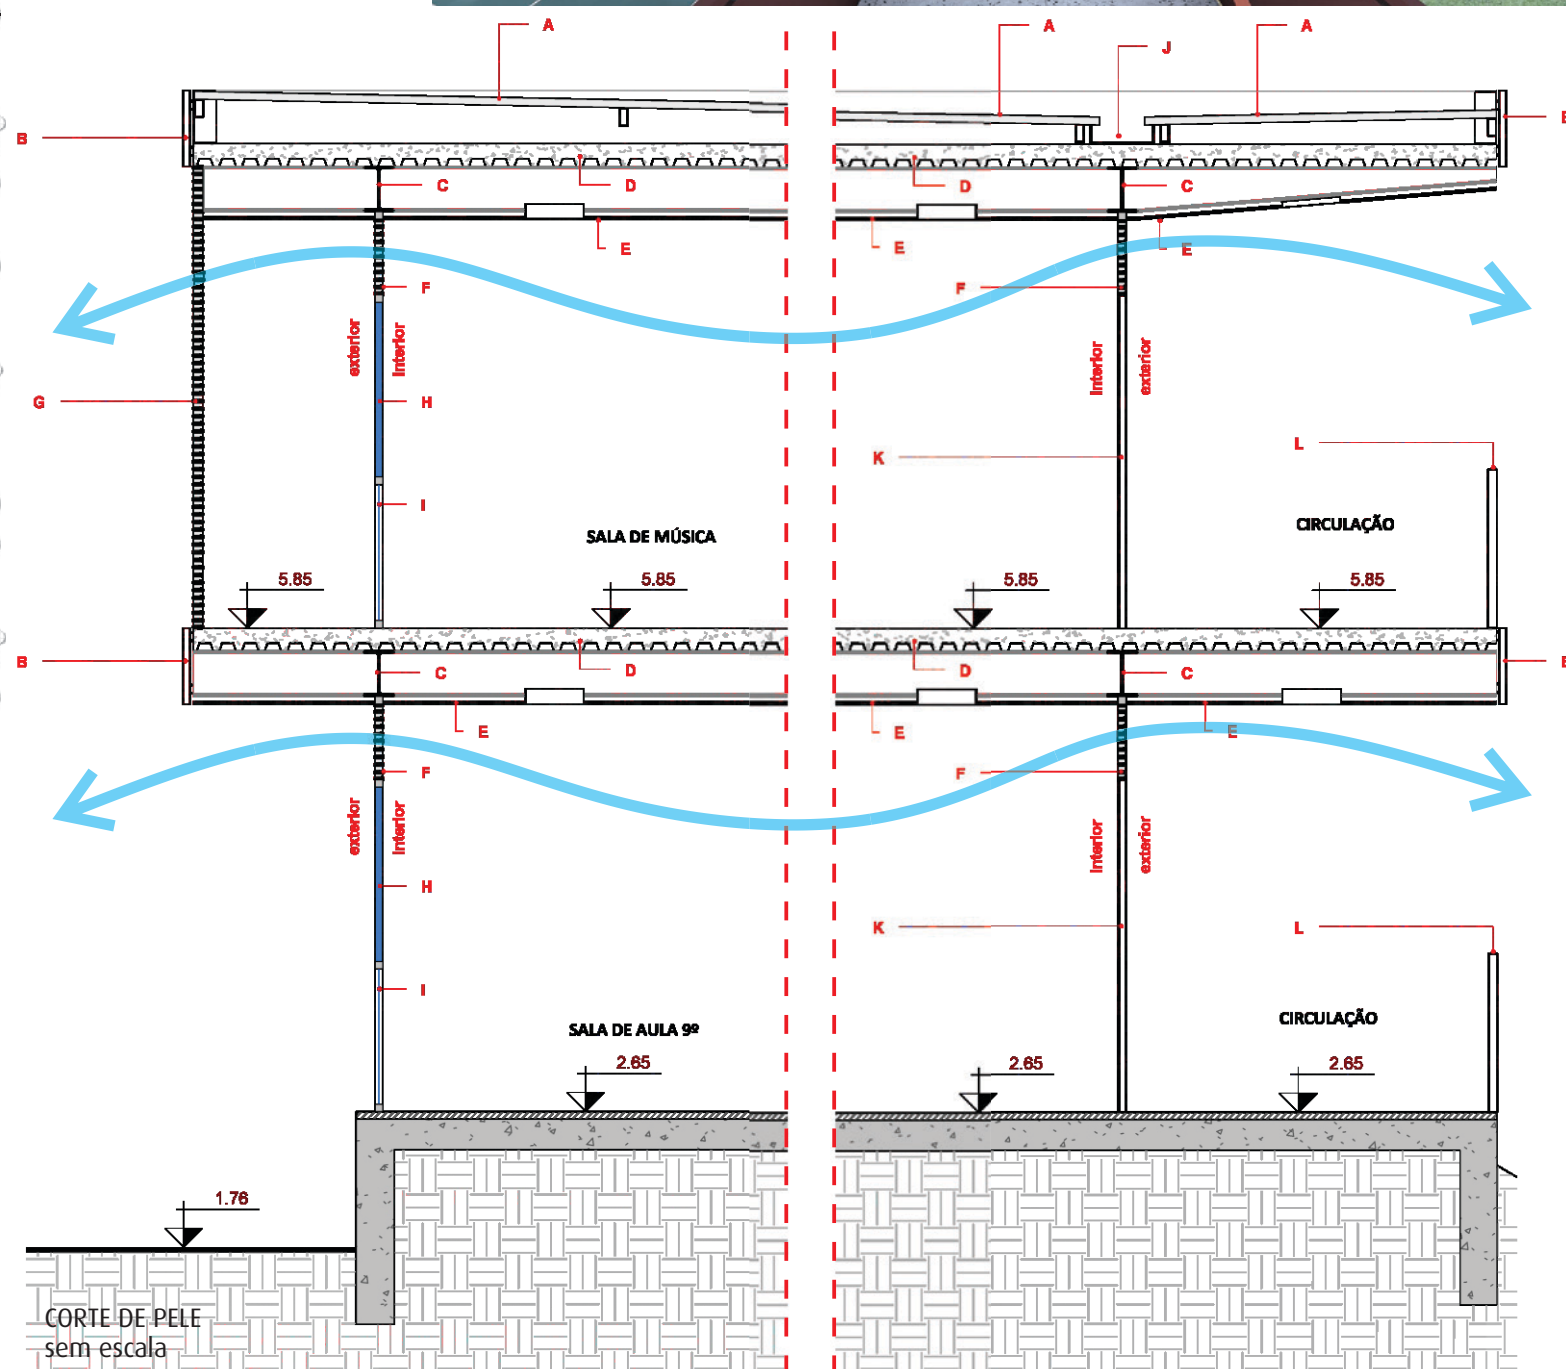 A
A
A
J
B
B
C
D
D
C
E
E
E
F
F
exterior
interior
interior
exterior
G
H
L
K
I
SALA DE MÚSICA
CIRCULAÇÃO
5.85
5.85
5.85
5.85
B
B
C
D
D
C
E
E
E
F
F
exterior
interior
interior
exterior
H
K
L
I
SALA DE AULA 9º
CIRCULAÇÃO
2.65
2.65
2.65
1.76
CORTE DE PELE
sem escala